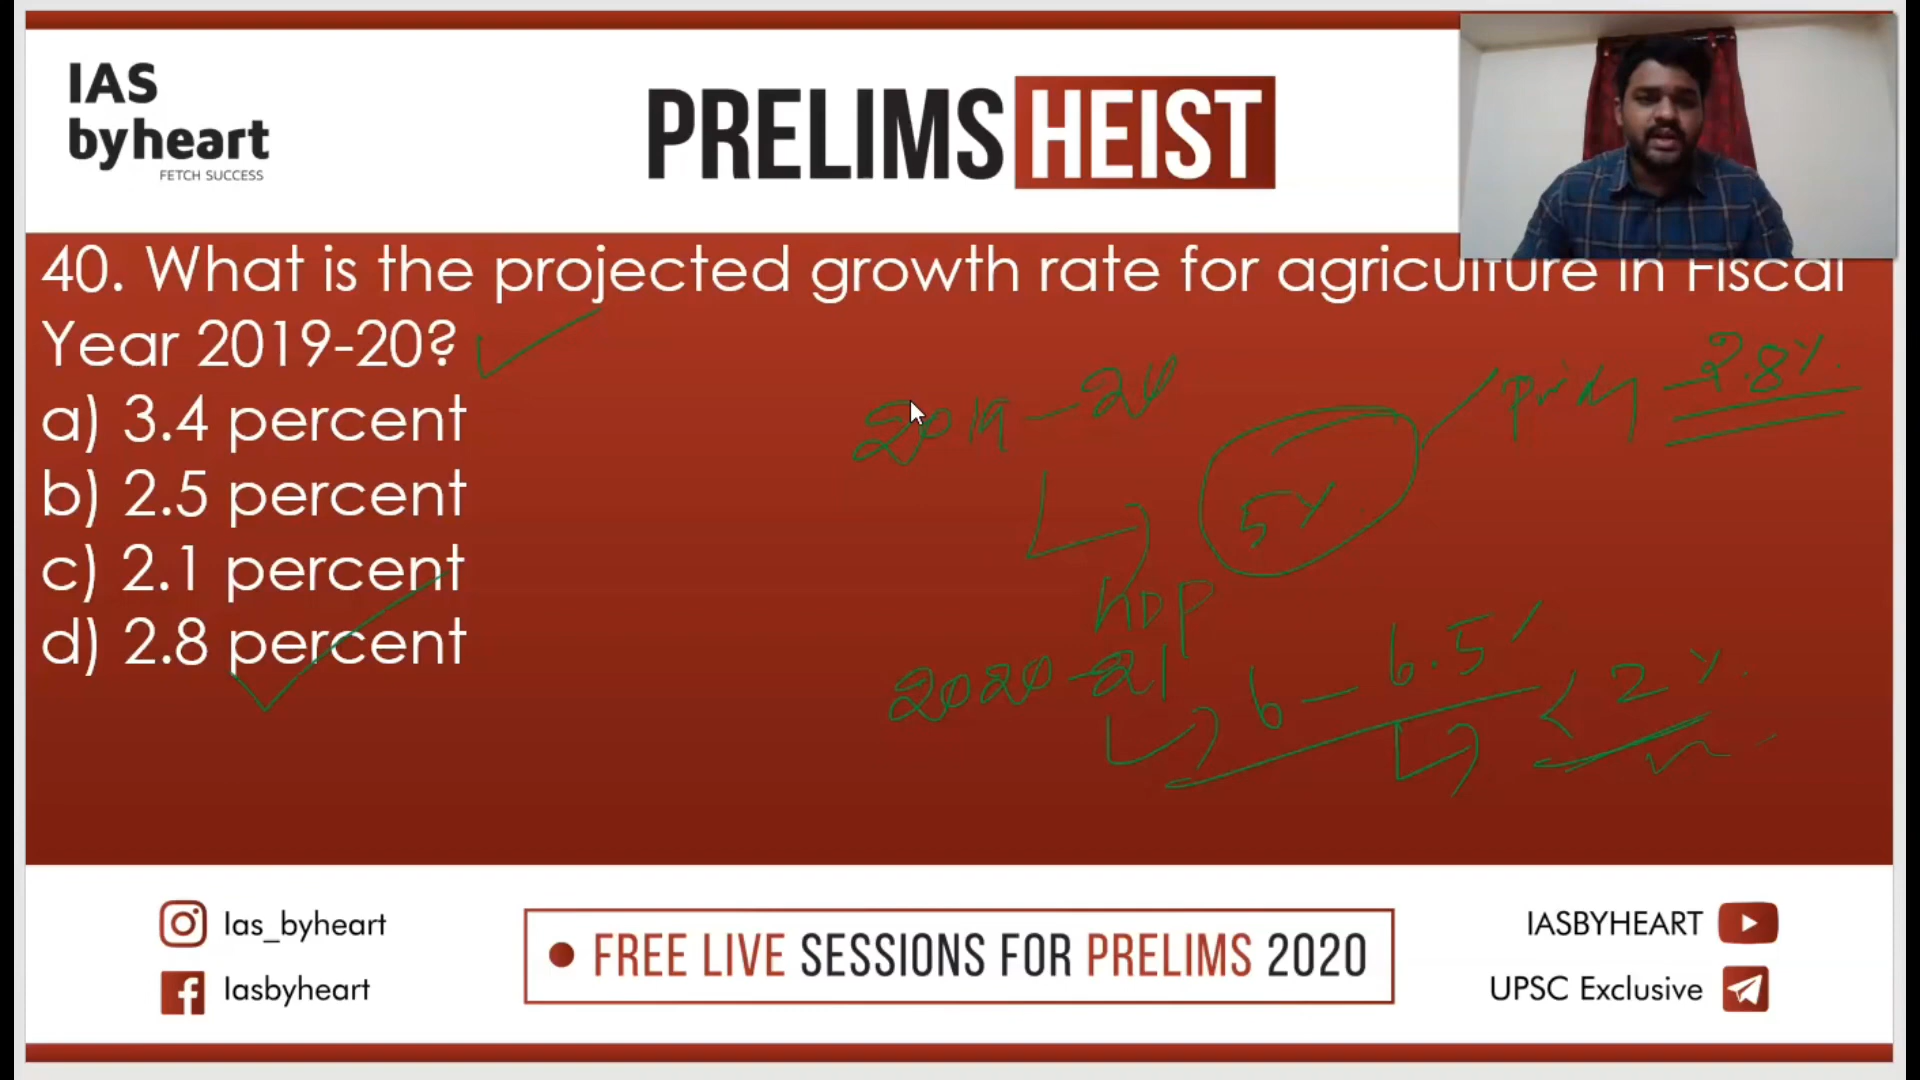 IAS
byheart
FETCH SUCCESS
PRELIMS HEIST
40. What is the projected growth rate for agriculture in Fiscal
Year 2019-20?
a) 3.4 percent
b) 2.5 percent
c) 2.1 percent
d) 2.8 percent
2019-20
5%
2.8%
2020-21
6-6.5
<2%
Ias_byheart
Iasbyheart
• FREE LIVE SESSIONS FOR PRELIMS 2020
IASBYHEART
UPSC Exclusive